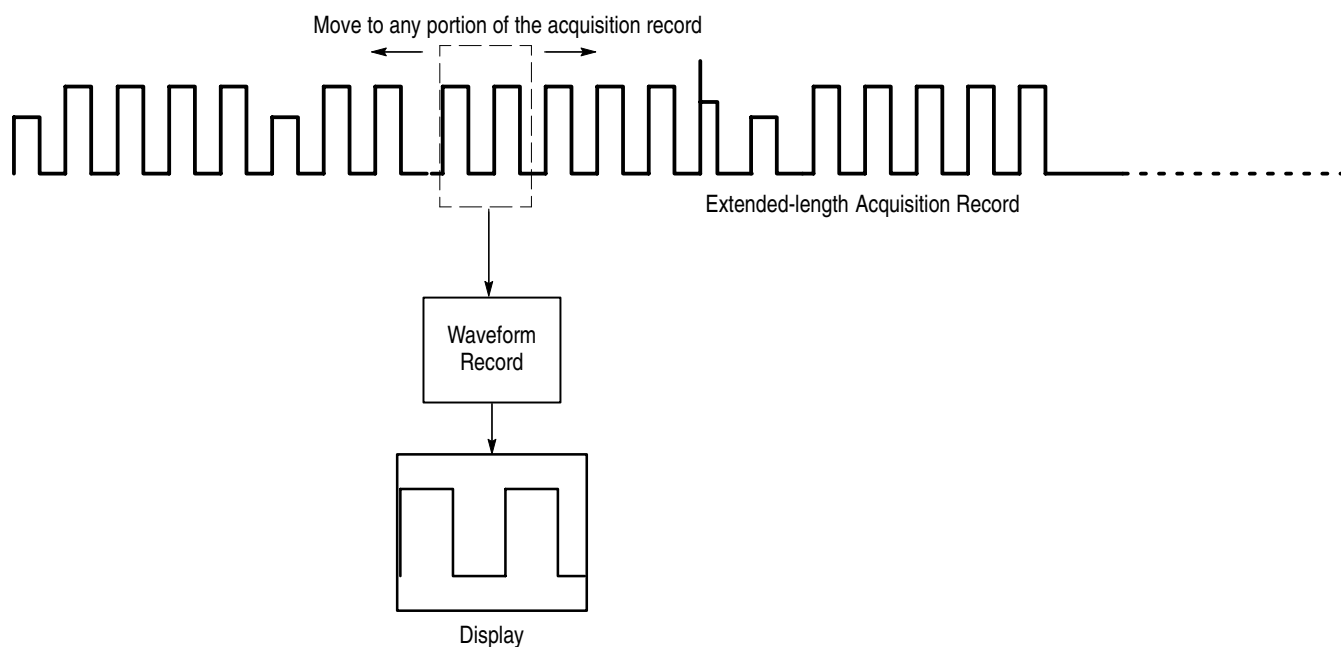 Move to any portion of the acquisition record
Extended-length Acquisition Record
Waveform
Record
Display